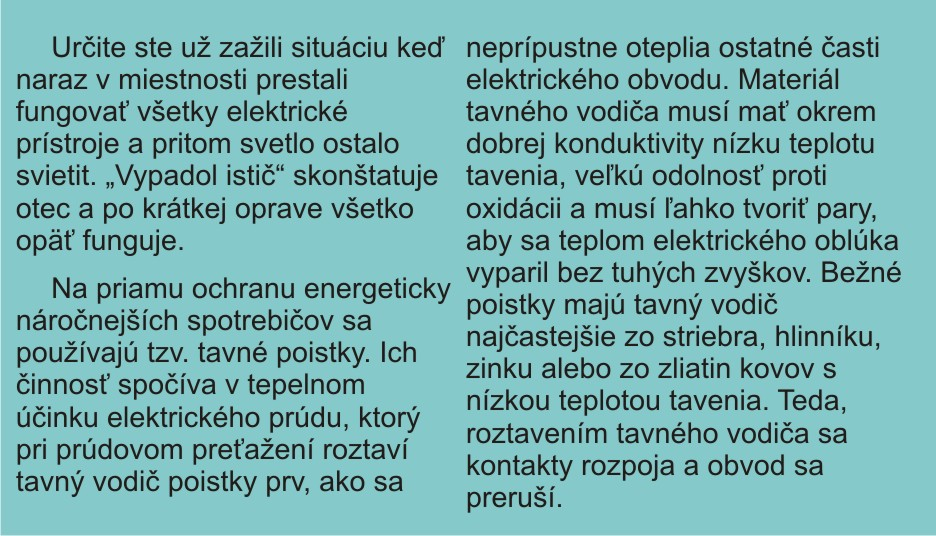 Určite ste už zažili situáciu keď
naraz v miestnosti prestali
fungovať všetky elektrické
prístroje a pritom svetlo ostalo
svietit. „Vypadol istič“ skonštatuje
otec a po krátkej oprave všetko
opäť funguje.
Na priamu ochranu energeticky
náročnejších spotrebičov sa
používajú tzv. tavné poistky. Ich
činnosť spočíva v tepelnom
účinku elektrického prúdu, ktorý
pri prúdovom preťažení roztaví
tavný vodič poistky prv, ako sa
neprípustne oteplia ostatné časti
elektrického obvodu. Materiál
tavného vodiča musí mať okrem
dobrej konduktivity nízku teplotu
tavenia, veľkú odolnosť proti
oxidácii a musí ľahko tvoriť pary,
aby sa teplom elektrického oblúka
vyparil bez tuhých zvyškov. Bežné
poistky majú tavný vodič
najčastejšie zo striebra, hlinníku,
zinku alebo zo zliatin kovov s
nízkou teplotou tavenia. Teda,
roztavením tavného vodiča sa
kontakty rozpoja a obvod sa
preruší.